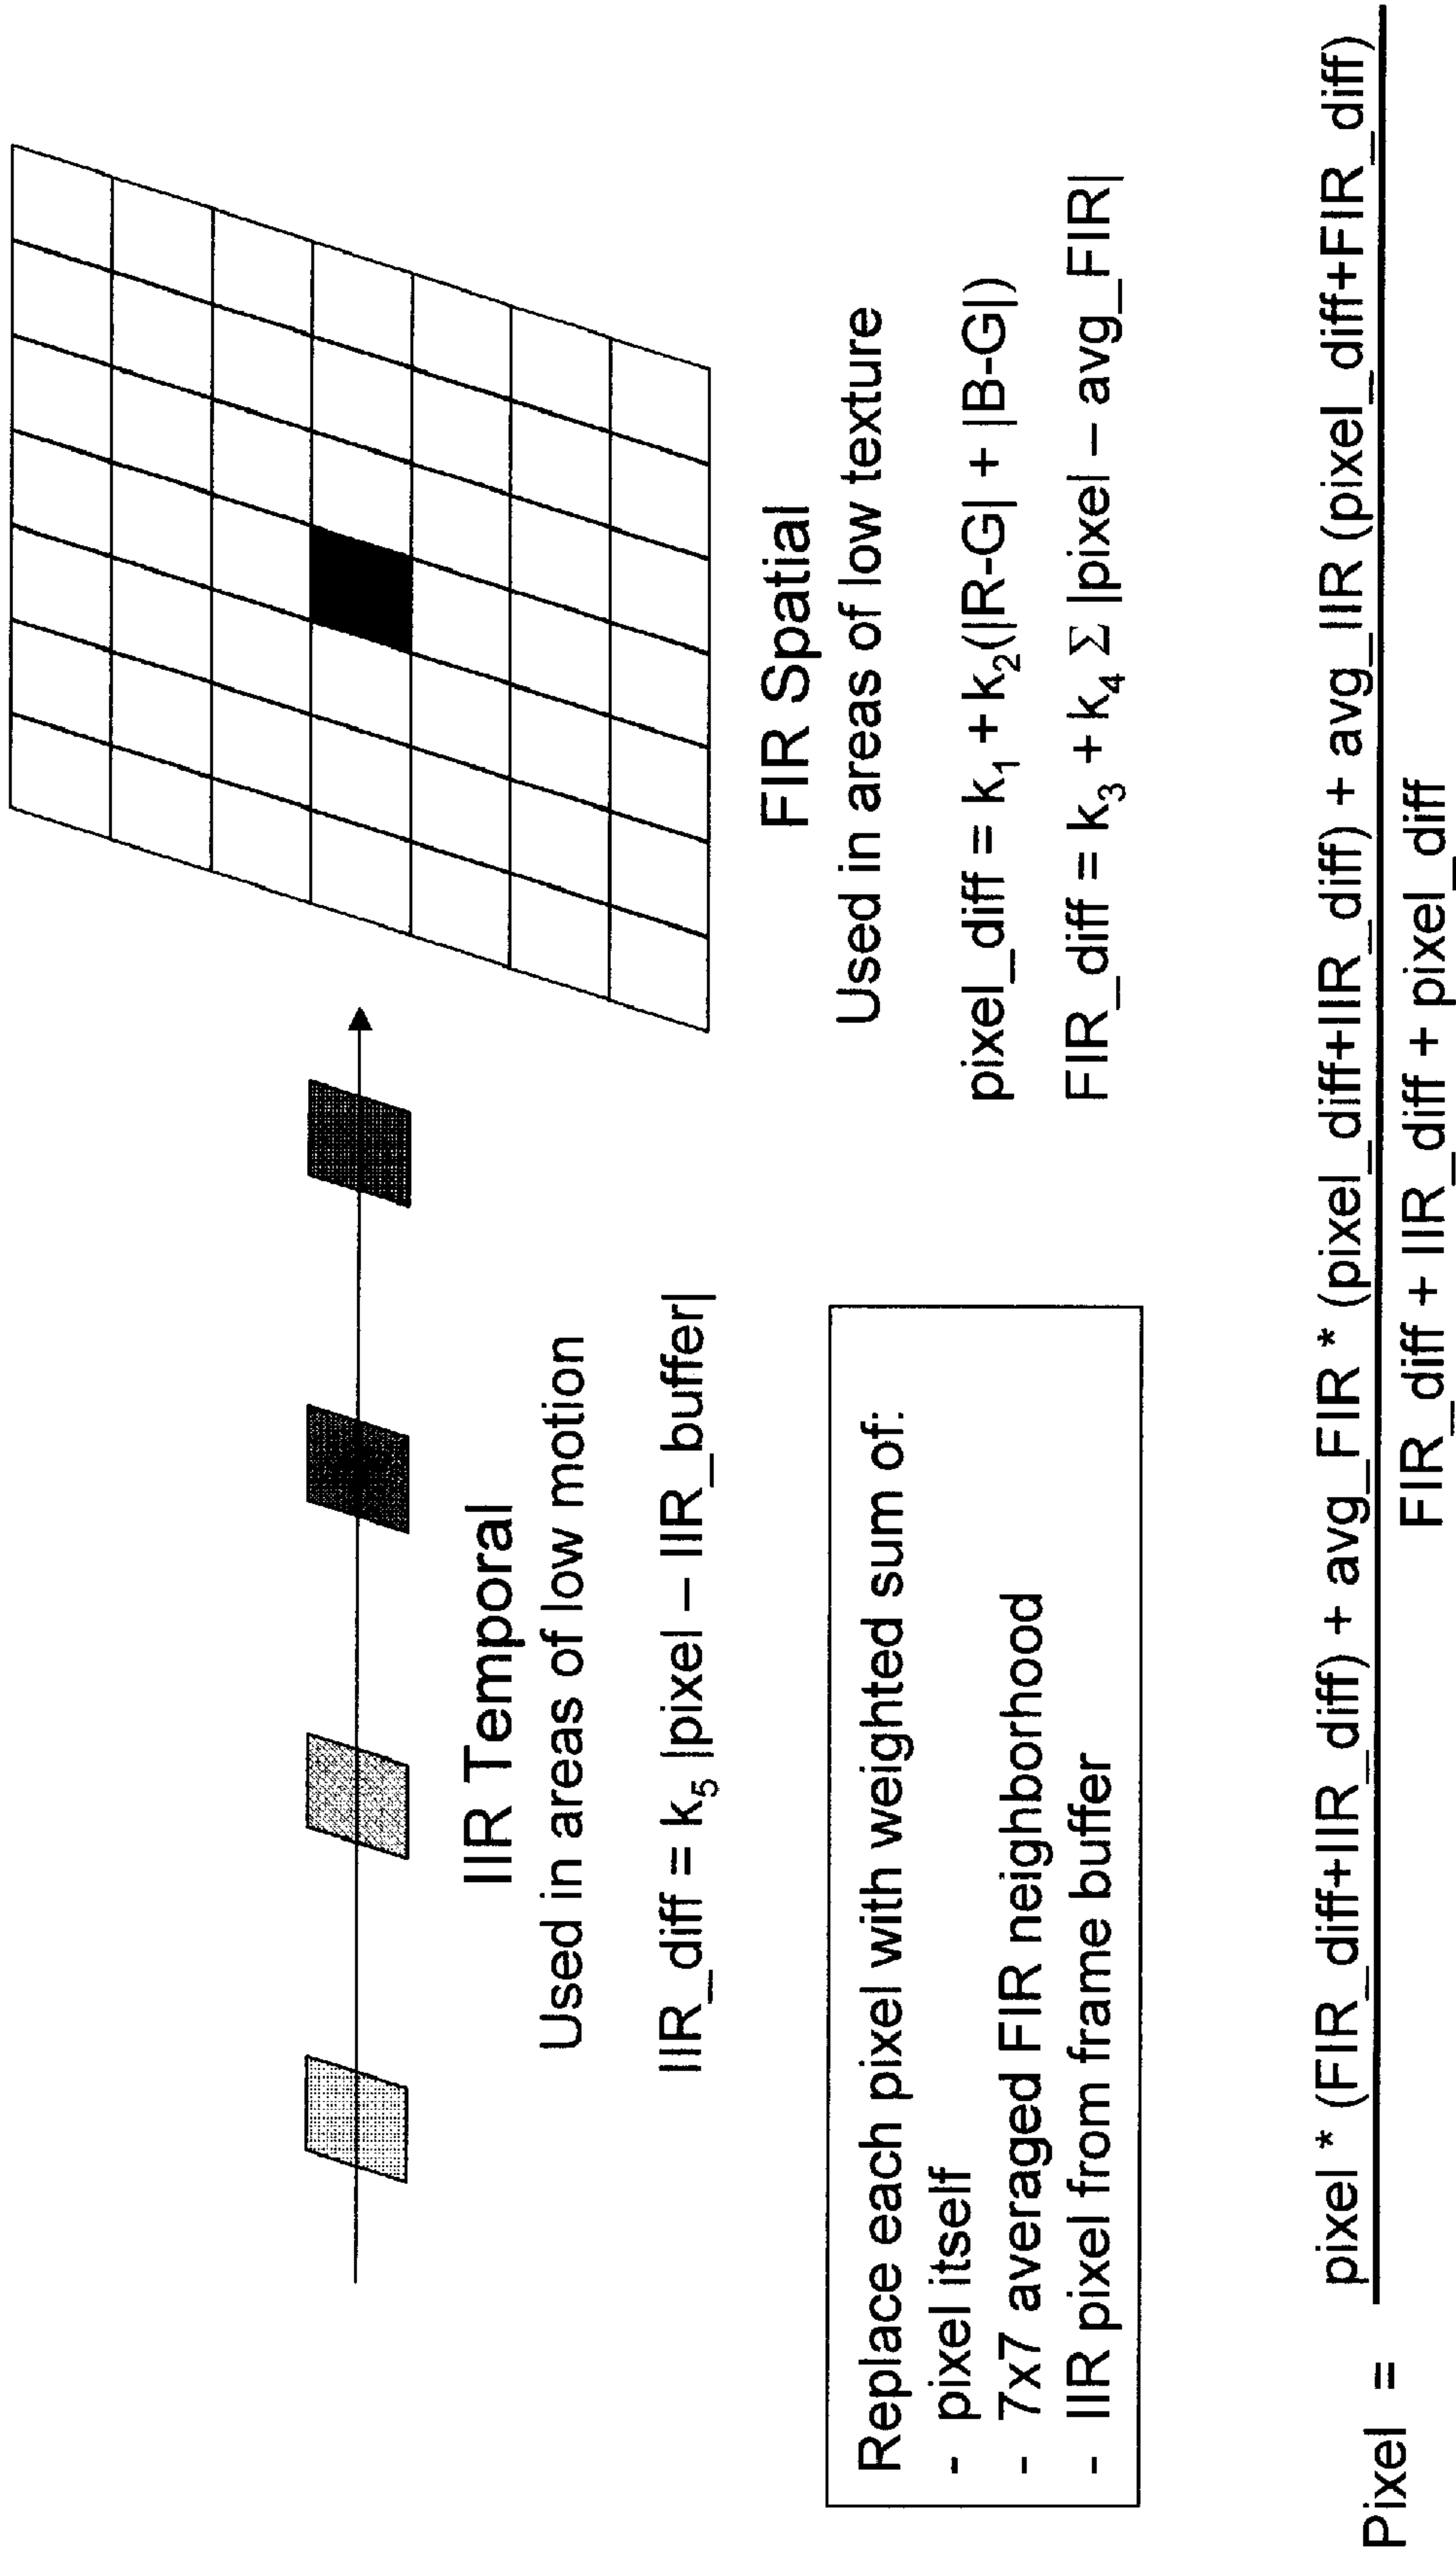 IIR Temporal
Used in areas of low motion
IIR_diff = k₅ |pixel – IIR_buffer|
FIR Spatial
Used in areas of low texture
pixel_diff = k₁ + k₂(|R-G| + |B-G|)
FIR_diff = k₃ + k₄ Σ |pixel – avg_FIR|
Replace each pixel with weighted sum of:
- pixel itself
- 7x7 averaged FIR neighborhood
- IIR pixel from frame buffer
Pixel =
pixel * (FIR_diff+IIR_diff) + avg_FIR * (pixel_diff+IIR_diff) + avg_IIR (pixel_diff+FIR_diff)
FIR_diff + IIR_diff + pixel_diff